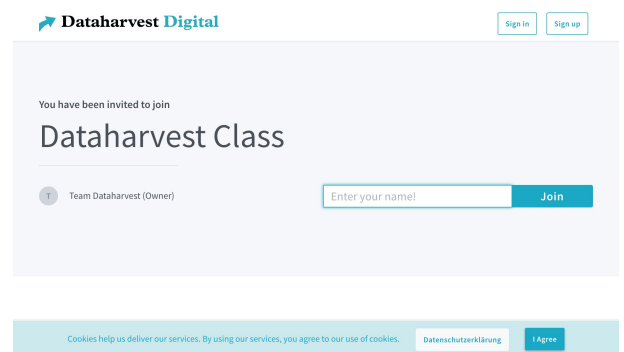 Dataharvest Digital
Sign in
Sign up
You have been invited to join
Dataharvest Class
T
Team Dataharvest (Owner)
Enter your name!
Join
Cookies help us deliver our services. By using our services, you agree to our use of cookies.
Datenschutzerklärung
I Agree